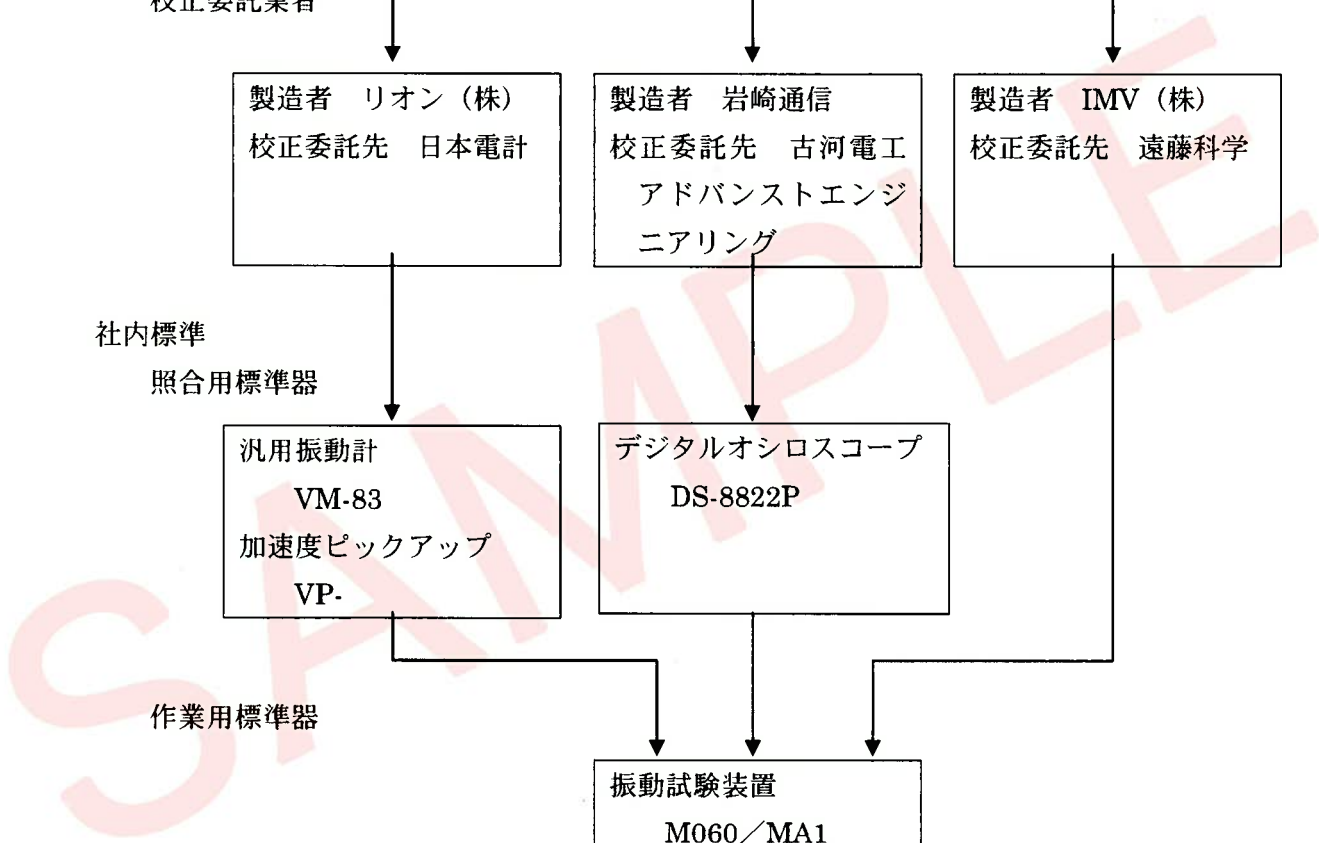 校正委託業者
製造者 リオン（株）
校正委託先 日本電計
製造者 岩崎通信
校正委託先 古河電工
アドバンストエンジ
ニアリング
製造者 IMV（株）
校正委託先 遠藤科学
社内標準
照合用標準器
汎用振動計
VM-83
加速度ピックアップ
VP-
デジタルオシロスコープ
DS-8822P
作業用標準器
振動試験装置
M060／MA1
SAMPLE